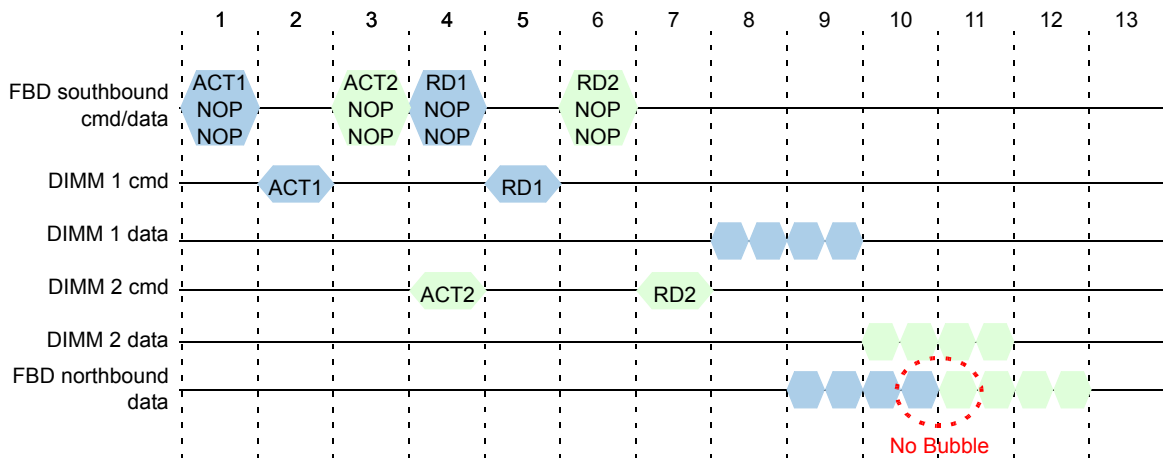 1 2 3 4 5 6 7 8 9 10 11 12 13
FBD southbound
cmd/data
ACT1
NOP
NOP
ACT2
NOP
NOP
RD1
NOP
NOP
RD2
NOP
NOP
DIMM 1 cmd
ACT1
RD1
DIMM 1 data
DIMM 2 cmd
ACT2
RD2
DIMM 2 data
FBD northbound
data
No Bubble